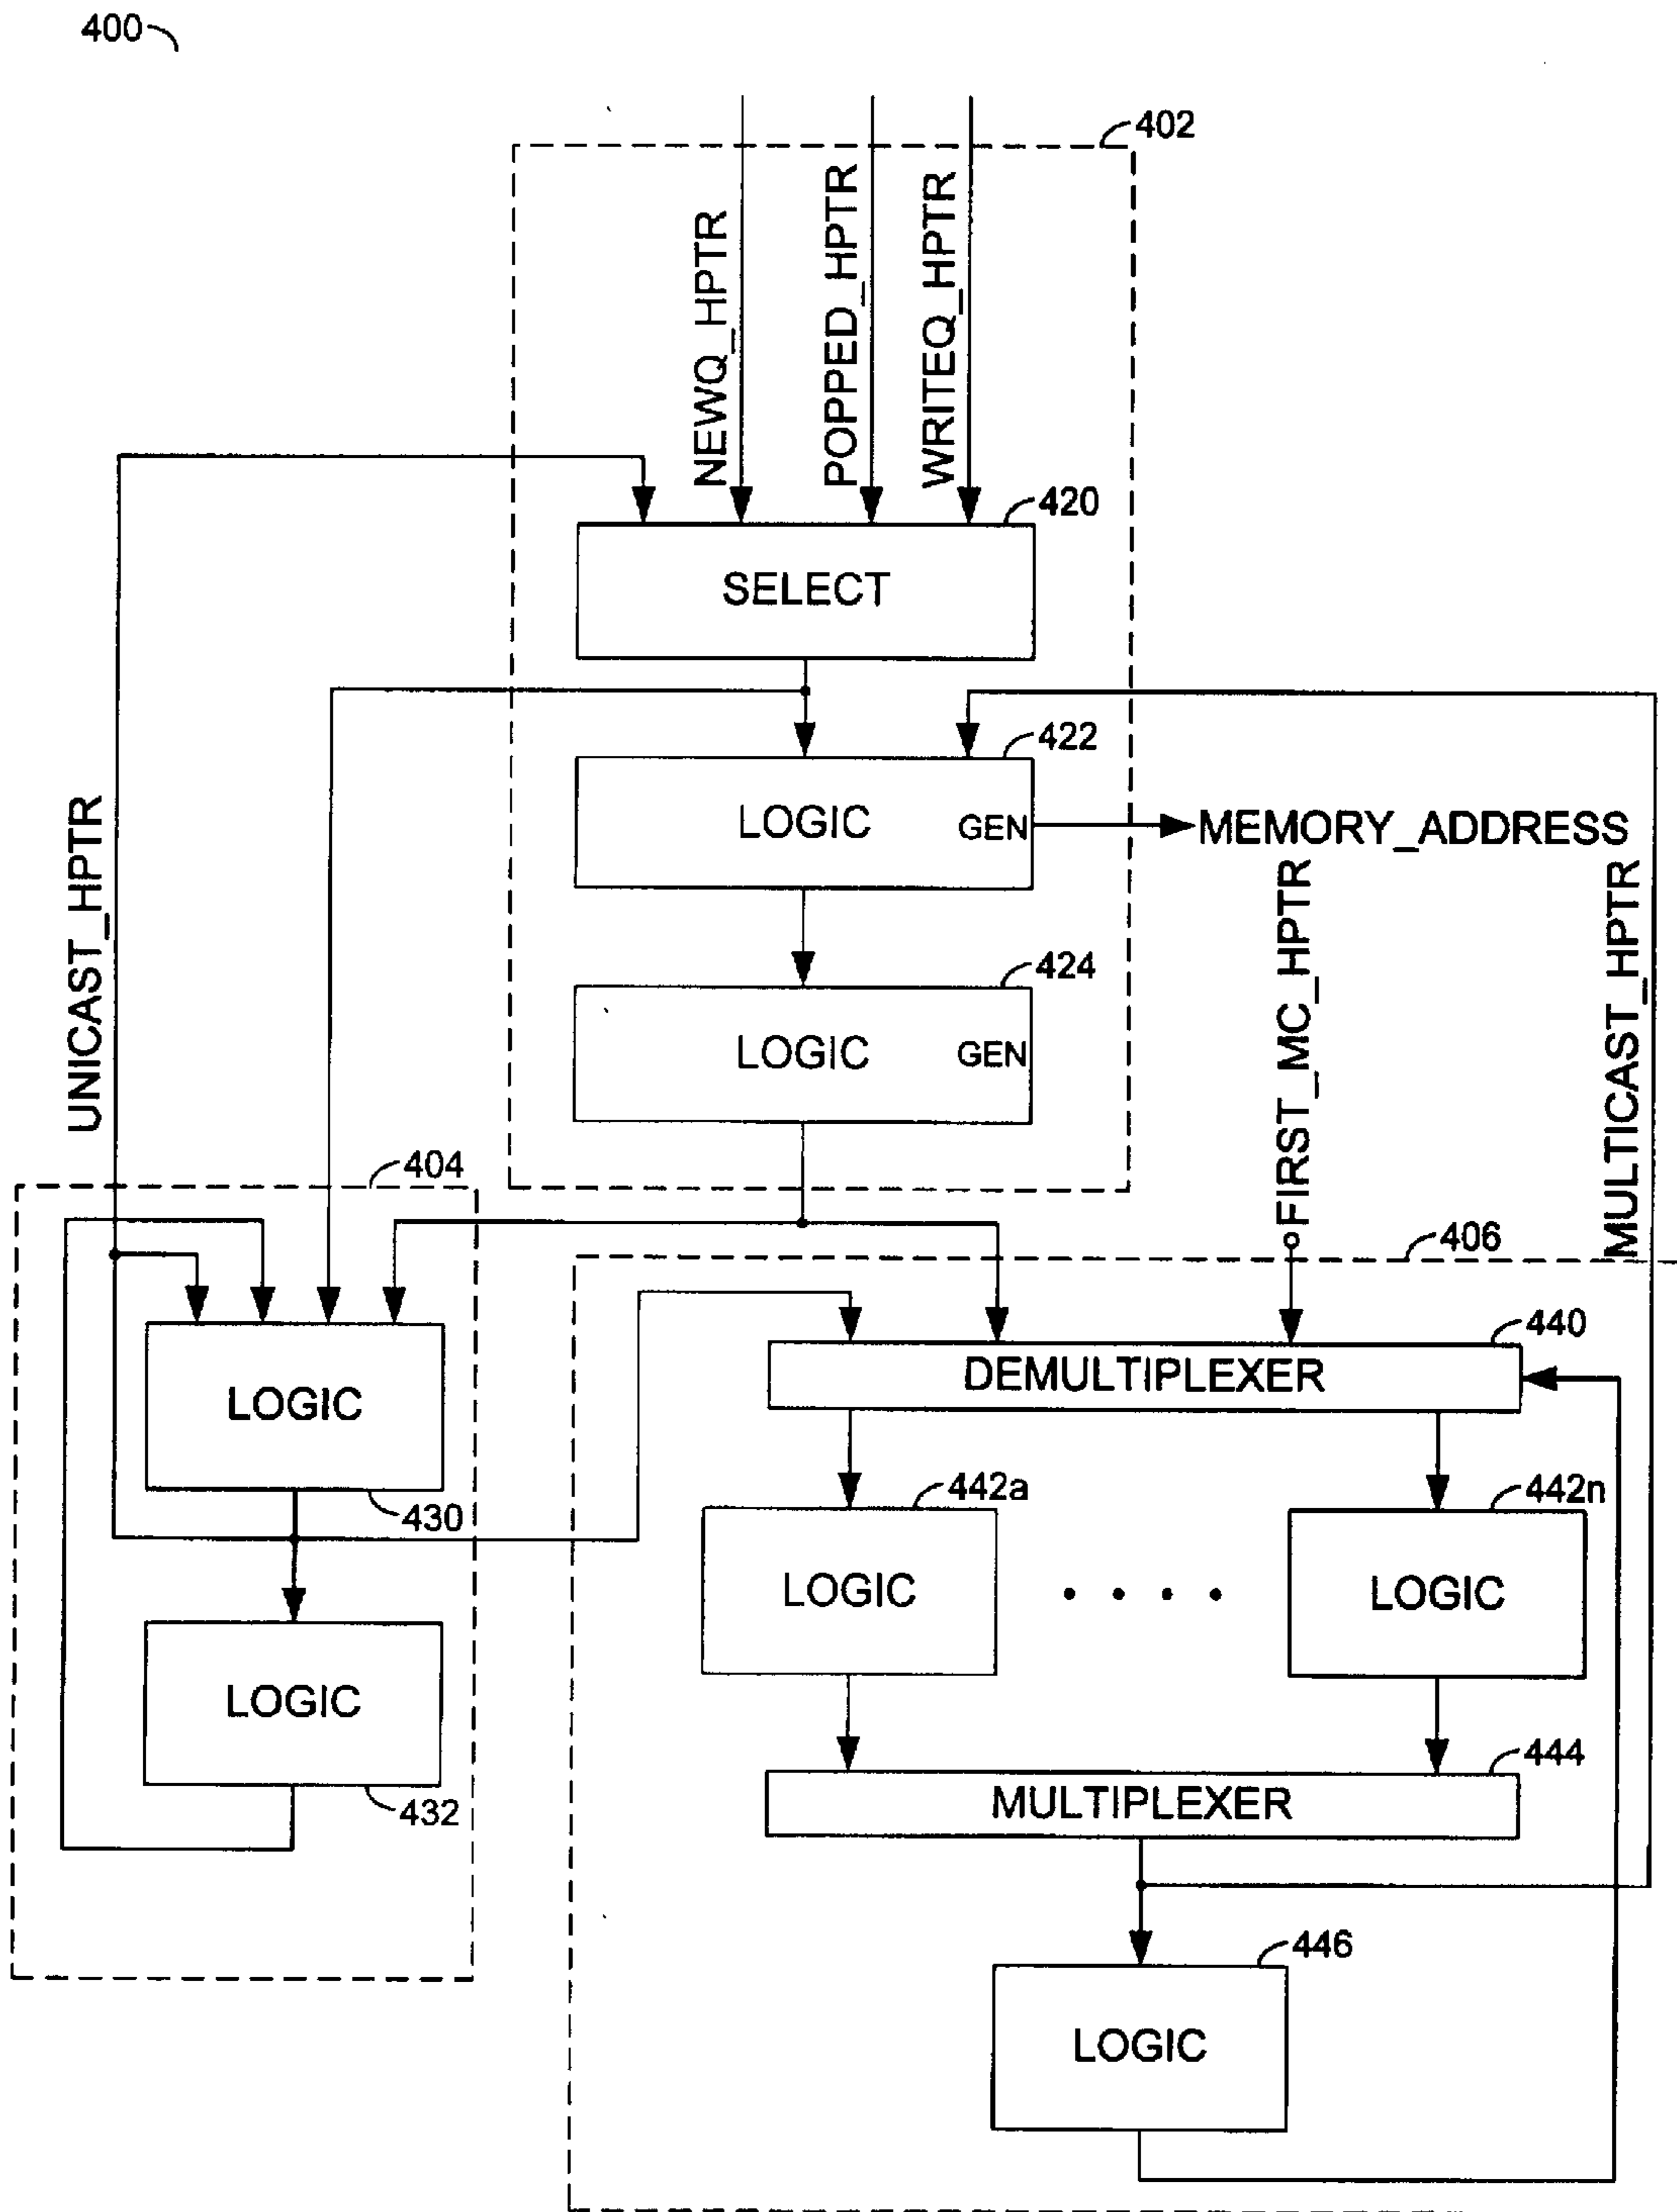 400
402
NEWQ_HPTR
POPPED_HPTR
WRITEQ_HPTR
420
SELECT
422
LOGIC GEN
MEMORY_ADDRESS
UNICAST_HPTR
FIRST_MC_HPTR
MULTICAST_HPTR
424
LOGIC GEN
404
406
440
DEMULTIPLEXER
LOGIC
430
442a
442n
LOGIC
LOGIC
LOGIC
432
444
MULTIPLEXER
446
LOGIC